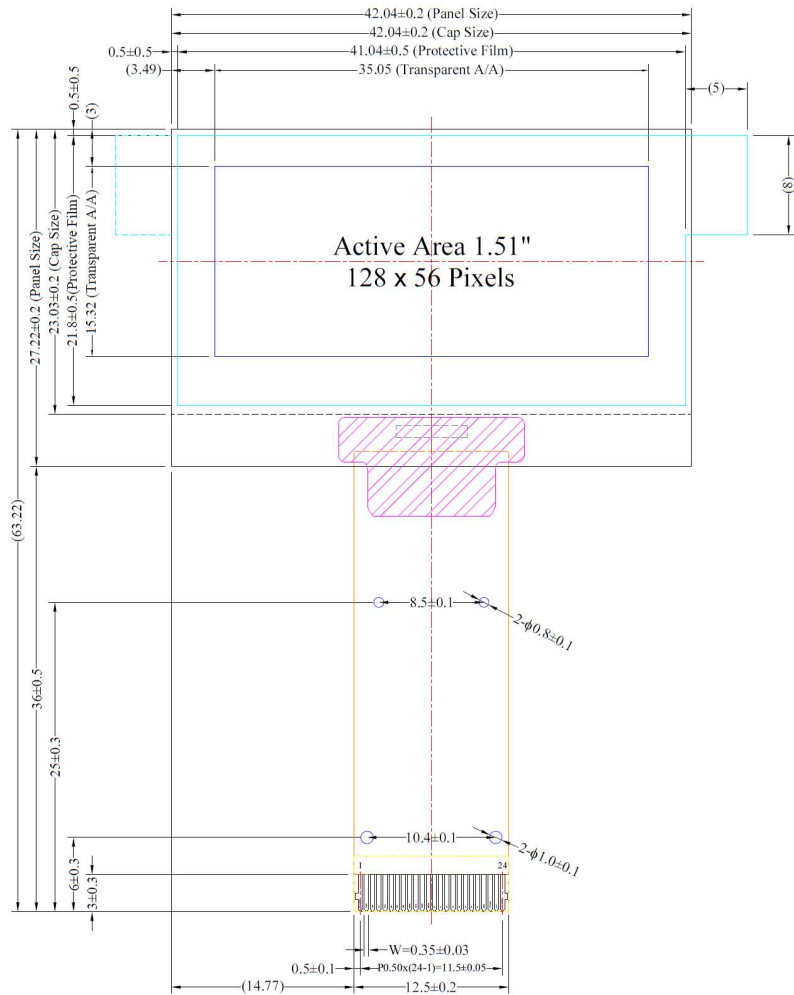 42.04±0.2 (Panel Size)
42.04±0.2 (Cap Size)
0.5±0.5
41.04±0.5 (Protective Film)
(3.49)
35.05 (Transparent A/A)
0.5±0.5
(3)
(5)
(8)
Active Area 1.51"
128 x 56 Pixels
27.22±0.2 (Panel Size)
23.03±0.2 (Cap Size)
21.8±0.5(Protective Film)
15.32 (Transparent A/A)
(63.22)
8.5±0.1
2-ϕ0.8±0.1
36±0.5
25±0.3
10.4±0.1
2-ϕ1.0±0.1
6±0.3
3±0.3
1
24
W=0.35±0.03
0.5±0.1
P0.50x(24-1)=11.5±0.05
(14.77)
12.5±0.2